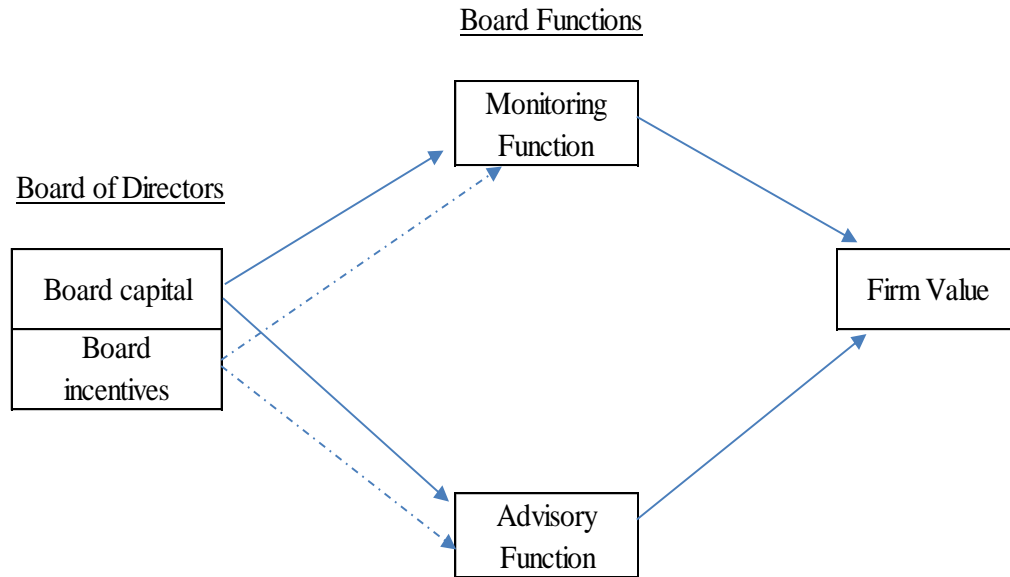 Board Functions
Monitoring
Function
Board of Directors
Board capital
Board
incentives
Firm Value
Advisory
Function